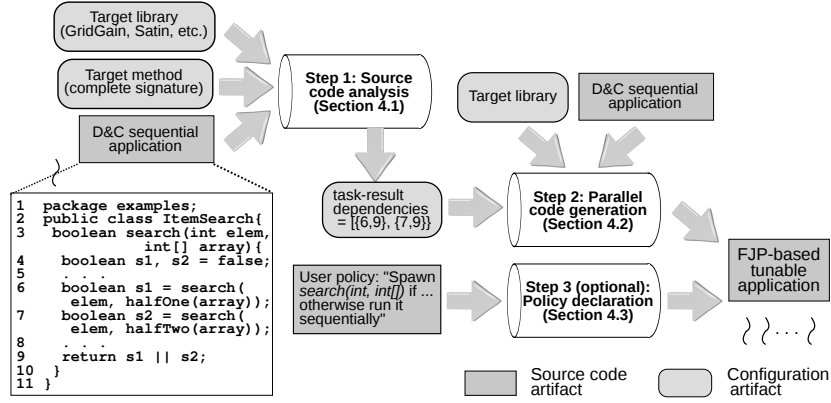 Target library
(GridGain, Satin, etc.)
Target method
(complete signature)
D&C sequential
application
Step 1: Source
code analysis
(Section 4.1)
Target library
D&C sequential
application
task-result
dependencies
= [{6,9}, {7,9}]}
Step 2: Parallel
code generation
(Section 4.2)
User policy: "Spawn
search(int, int[]) if ...
otherwise run it
sequentially"
Step 3 (optional):
Policy declaration
(Section 4.3)
FJP-based
tunable
application
1 package examples;
2 public class ItemSearch{
3 boolean search(int elem,
int[] array){
4 boolean s1, s2 = false;
5 . . .
6 boolean s1 = search(
elem, halfOne(array));
7 boolean s2 = search(
elem, halfTwo(array));
8 . . .
9 return s1 || s2;
10 }
11 }
. . .
Source code
artifact
Configuration
artifact